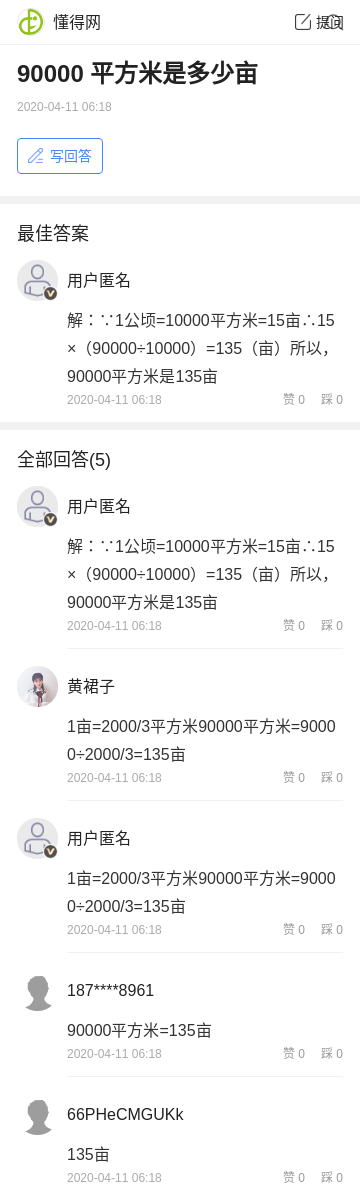 懂得网
提问
90000 平方米是多少亩
2020-04-11 06:18
写回答
最佳答案
用户匿名
解：∵1公顷=10000平方米=15亩∴15
×（90000÷10000）=135（亩）所以，
90000平方米是135亩
2020-04-11 06:18 赞 0 踩 0
全部回答(5)
用户匿名
解：∵1公顷=10000平方米=15亩∴15
×（90000÷10000）=135（亩）所以，
90000平方米是135亩
2020-04-11 06:18 赞 0 踩 0
黄裙子
1亩=2000/3平方米90000平方米=9000
0÷2000/3=135亩
2020-04-11 06:18 赞 0 踩 0
用户匿名
1亩=2000/3平方米90000平方米=9000
0÷2000/3=135亩
2020-04-11 06:18 赞 0 踩 0
187****8961
90000平方米=135亩
2020-04-11 06:18 赞 0 踩 0
66PHeCMGUKk
135亩
2020-04-11 06:18 赞 0 踩 0